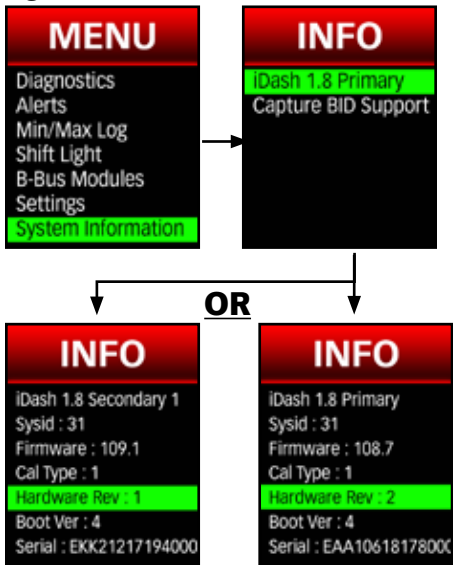 MENU
Diagnostics
Alerts
Min/Max Log
Shift Light
B-Bus Modules
Settings
System Information
INFO
iDash 1.8 Primary
Capture BID Support
OR
INFO
iDash 1.8 Secondary 1
Sysid : 31
Firmware : 109.1
Cal Type : 1
Hardware Rev : 1
Boot Ver : 4
Serial : EKK21217194000
INFO
iDash 1.8 Primary
Sysid : 31
Firmware : 108.7
Cal Type : 1
Hardware Rev : 2
Boot Ver : 4
Serial : EAA10618178000